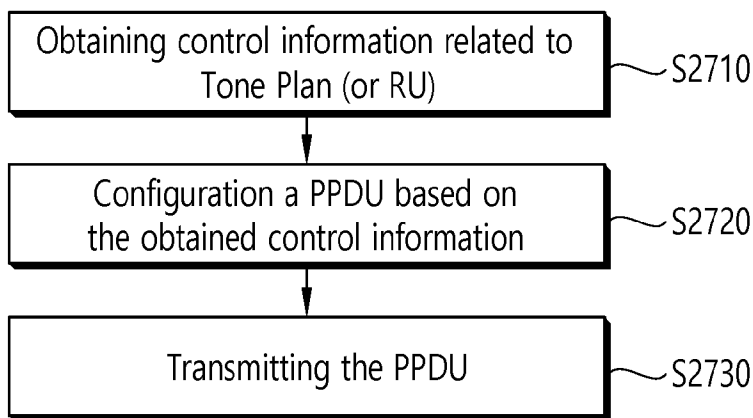 Obtaining control information related to
Tone Plan (or RU)
S2710
Configuration a PPDU based on
the obtained control information
S2720
Transmitting the PPDU
S2730